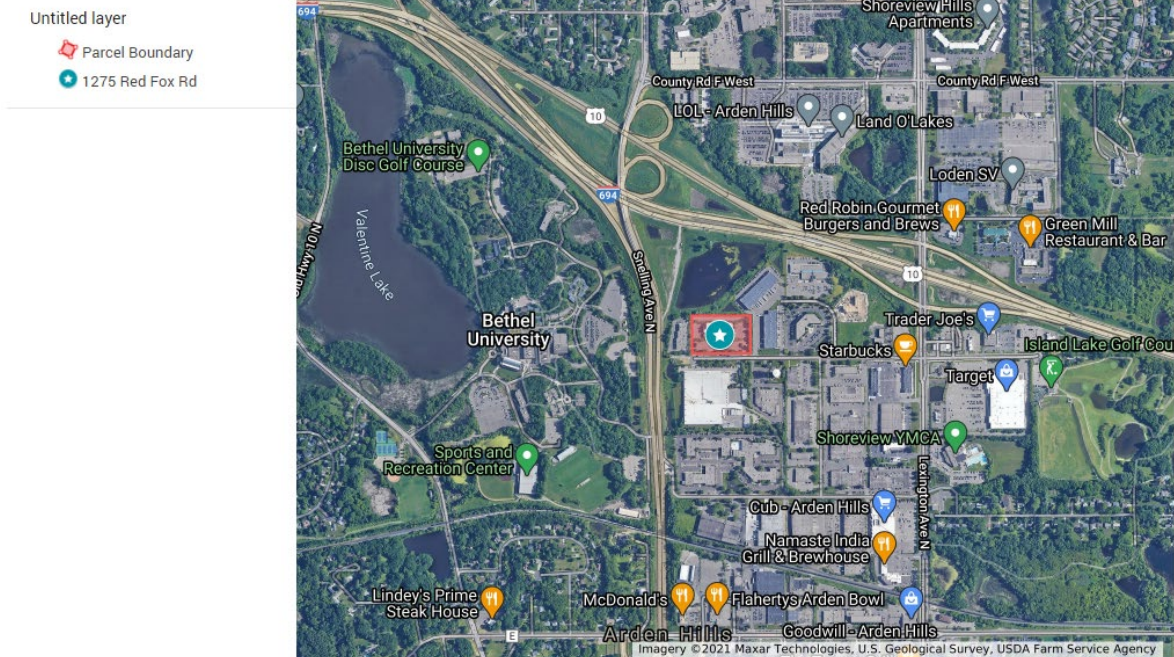 Untitled layer
Parcel Boundary
1275 Red Fox Rd
694
Shoreview Hills
Apartments
County Rd F West
County Rd F West
10
LOL - Arden Hills
Land O'Lakes
Bethel University
Disc Golf Course
Loden SV
694
Red Robin Gourmet
Burgers and Brews
Green Mill
Restaurant & Bar
Valentine Lake
Hwy 10 N
Snelling Ave N
10
Bethel
University
Trader Joe's
Starbucks
Island Lake Golf Cou
Target
Shoreview YMCA
Sports and
Recreation Center
Lexington Ave N
Cub - Arden Hills
Namaste India
Grill & Brewhouse
Lindey's Prime
Steak House
McDonald's
Flahertys Arden Bowl
E
Arden Hills
Goodwill - Arden Hills
Imagery ©2021 Maxar Technologies, U.S. Geological Survey, USDA Farm Service Agency